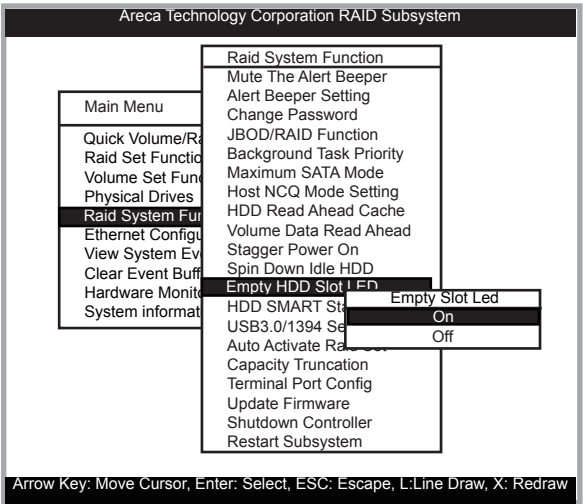 Areca Technology Corporation RAID Subsystem
Main Menu
Quick Volume/Ra
Raid Set Functio
Volume Set Fun
Physical Drives
Raid System Fu
Ethernet Configu
View System Ev
Clear Event Buff
Hardware Monito
System informat
Raid System Function
Mute The Alert Beeper
Alert Beeper Setting
Change Password
JBOD/RAID Function
Background Task Priority
Maximum SATA Mode
Host NCQ Mode Setting
HDD Read Ahead Cache
Volume Data Read Ahead
Stagger Power On
Spin Down Idle HDD
Empty HDD Slot LED
HDD SMART Sta
USB3.0/1394 Se
Auto Activate Raid Set
Capacity Truncation
Terminal Port Config
Update Firmware
Shutdown Controller
Restart Subsystem
Empty Slot Led
On
Off
Arrow Key: Move Cursor, Enter: Select, ESC: Escape, L:Line Draw, X: Redraw